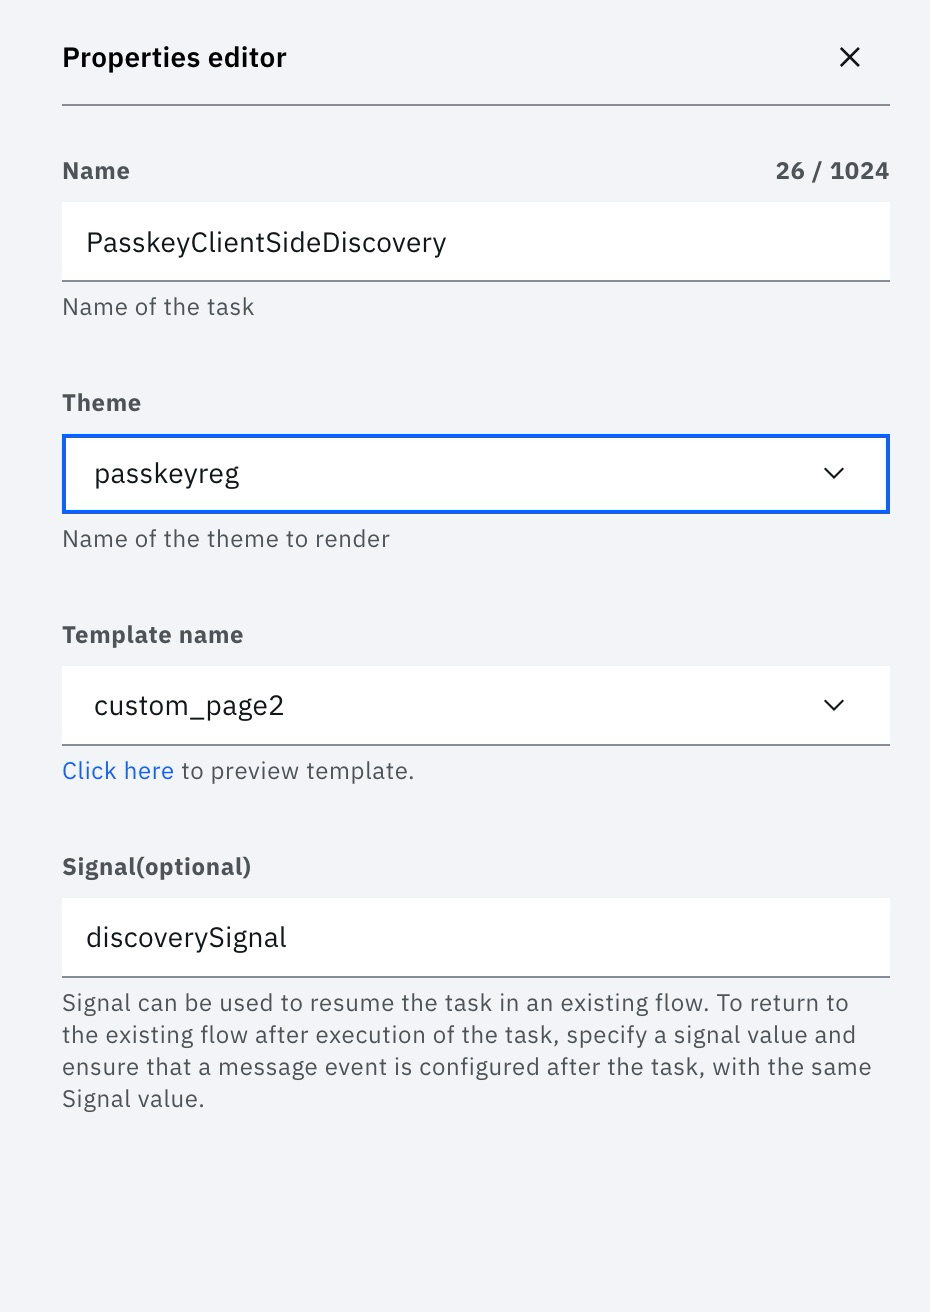 Properties editor
Name 26 / 1024
PasskeyClientSideDiscovery
Name of the task
Theme
passkeyreg
Name of the theme to render
Template name
custom_page2
Click here to preview template.
Signal(optional)
discoverySignal
Signal can be used to resume the task in an existing flow. To return to
the existing flow after execution of the task, specify a signal value and
ensure that a message event is configured after the task, with the same
Signal value.